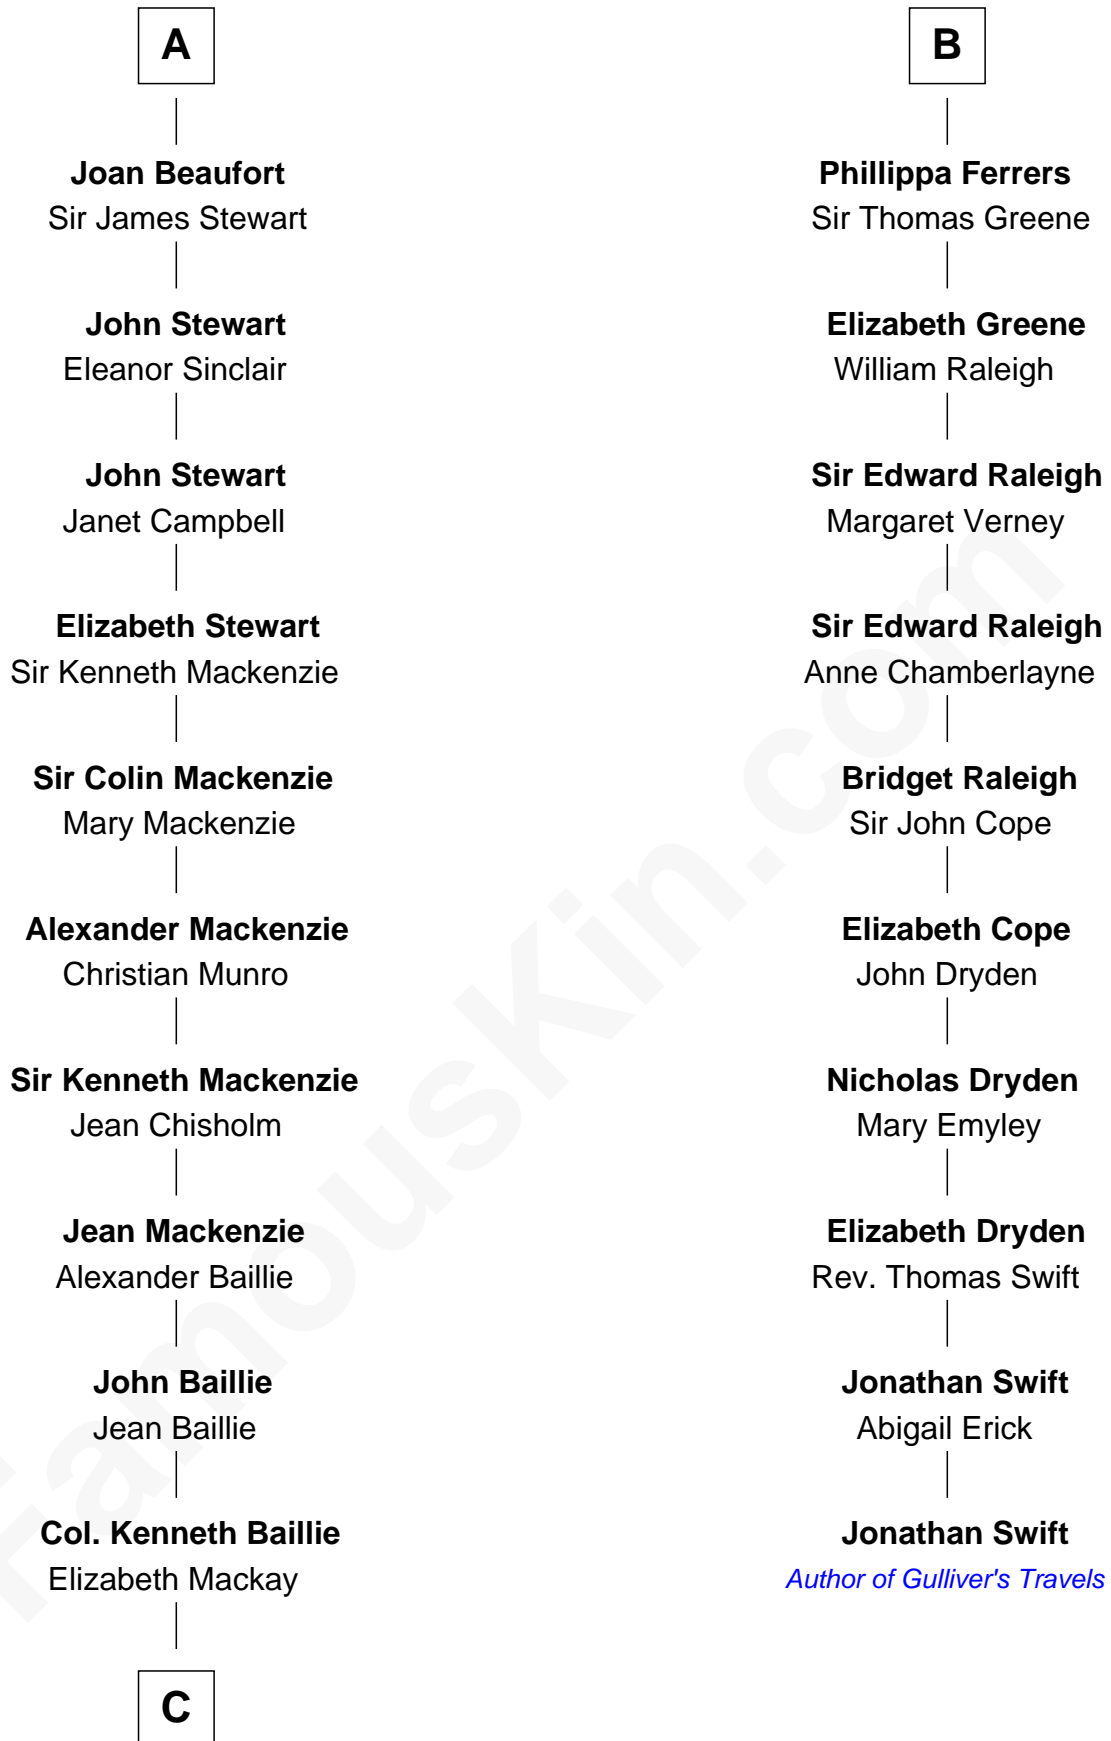 A
Joan Beaufort
Sir James Stewart
John Stewart
Eleanor Sinclair
John Stewart
Janet Campbell
Elizabeth Stewart
Sir Kenneth Mackenzie
Sir Colin Mackenzie
Mary Mackenzie
Alexander Mackenzie
Christian Munro
Sir Kenneth Mackenzie
Jean Chisholm
Jean Mackenzie
Alexander Baillie
John Baillie
Jean Baillie
Col. Kenneth Baillie
Elizabeth Mackay
C
B
Phillippa Ferrers
Sir Thomas Greene
Elizabeth Greene
William Raleigh
Sir Edward Raleigh
Margaret Verney
Sir Edward Raleigh
Anne Chamberlayne
Bridget Raleigh
Sir John Cope
Elizabeth Cope
John Dryden
Nicholas Dryden
Mary Emyley
Elizabeth Dryden
Rev. Thomas Swift
Jonathan Swift
Abigail Erick
Jonathan Swift
Author of Gulliver's Travels
FamousKin.com